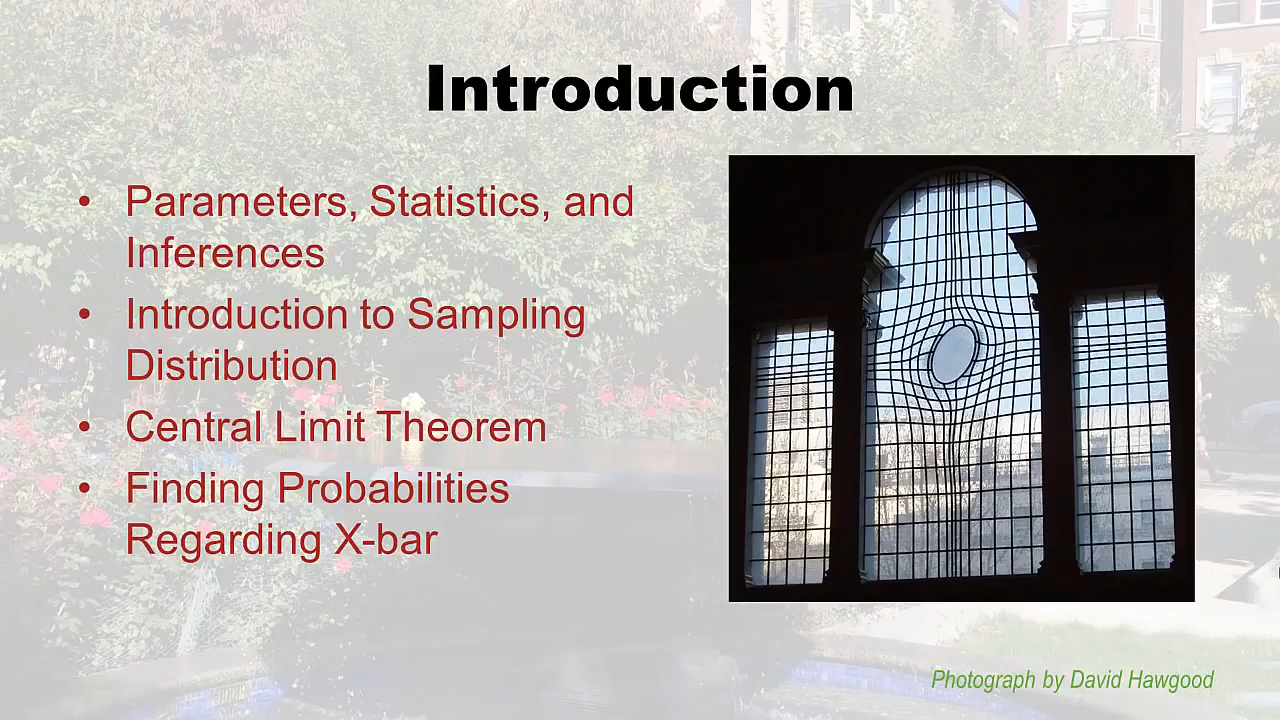 Introduction
• Parameters, Statistics, and
Inferences
• Introduction to Sampling
Distribution
• Central Limit Theorem
• Finding Probabilities
Regarding X-bar
Photograph by David Hawgood